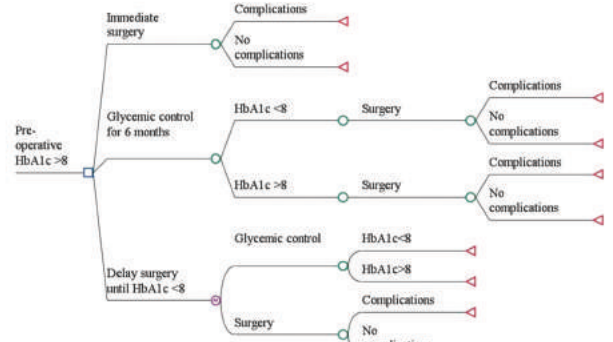 Immediate
surgery
Complications
No
complications
Pre-
operative
HbA1c >8
Glycemic control
for 6 months
HbA1c <8
Surgery
Complications
No
complications
HbA1c >8
Surgery
Complications
No
complications
Delay surgery
until HbA1c <8
Glycemic control
HbA1c<8
HbA1c>8
Surgery
Complications
No